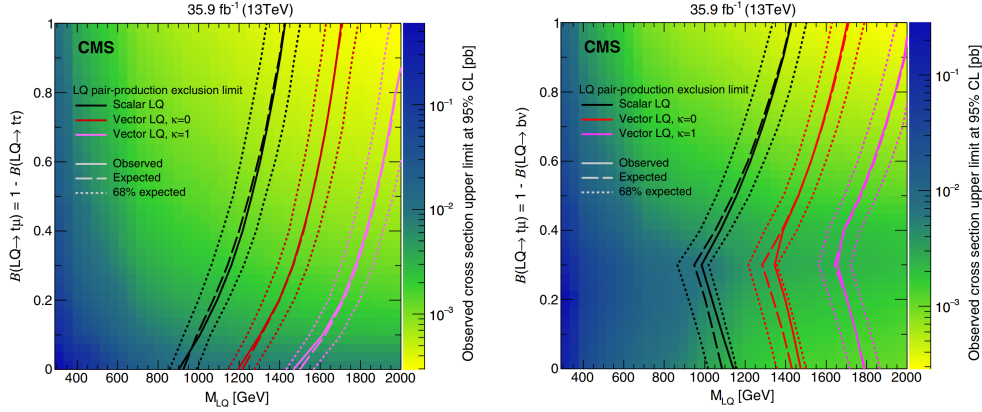 35.9 fb⁻¹ (13TeV)
CMS
LQ pair-production exclusion limit
Scalar LQ
Vector LQ, κ=0
Vector LQ, κ=1
Observed
Expected
68% expected
B(LQ→ tμ) = 1 - B(LQ→ tτ)
1
0.8
0.6
0.4
0.2
0
400 600 800 1000 1200 1400 1600 1800 2000
M_LQ [GeV]
10⁻¹
10⁻²
10⁻³
Observed cross section upper limit at 95% CL [pb]
35.9 fb⁻¹ (13TeV)
CMS
LQ pair-production exclusion limit
Scalar LQ
Vector LQ, κ=0
Vector LQ, κ=1
Observed
Expected
68% expected
B(LQ→ tμ) = 1 - B(LQ→ bν)
1
0.8
0.6
0.4
0.2
0
400 600 800 1000 1200 1400 1600 1800 2000
M_LQ [GeV]
10⁻¹
10⁻²
10⁻³
Observed cross section upper limit at 95% CL [pb]